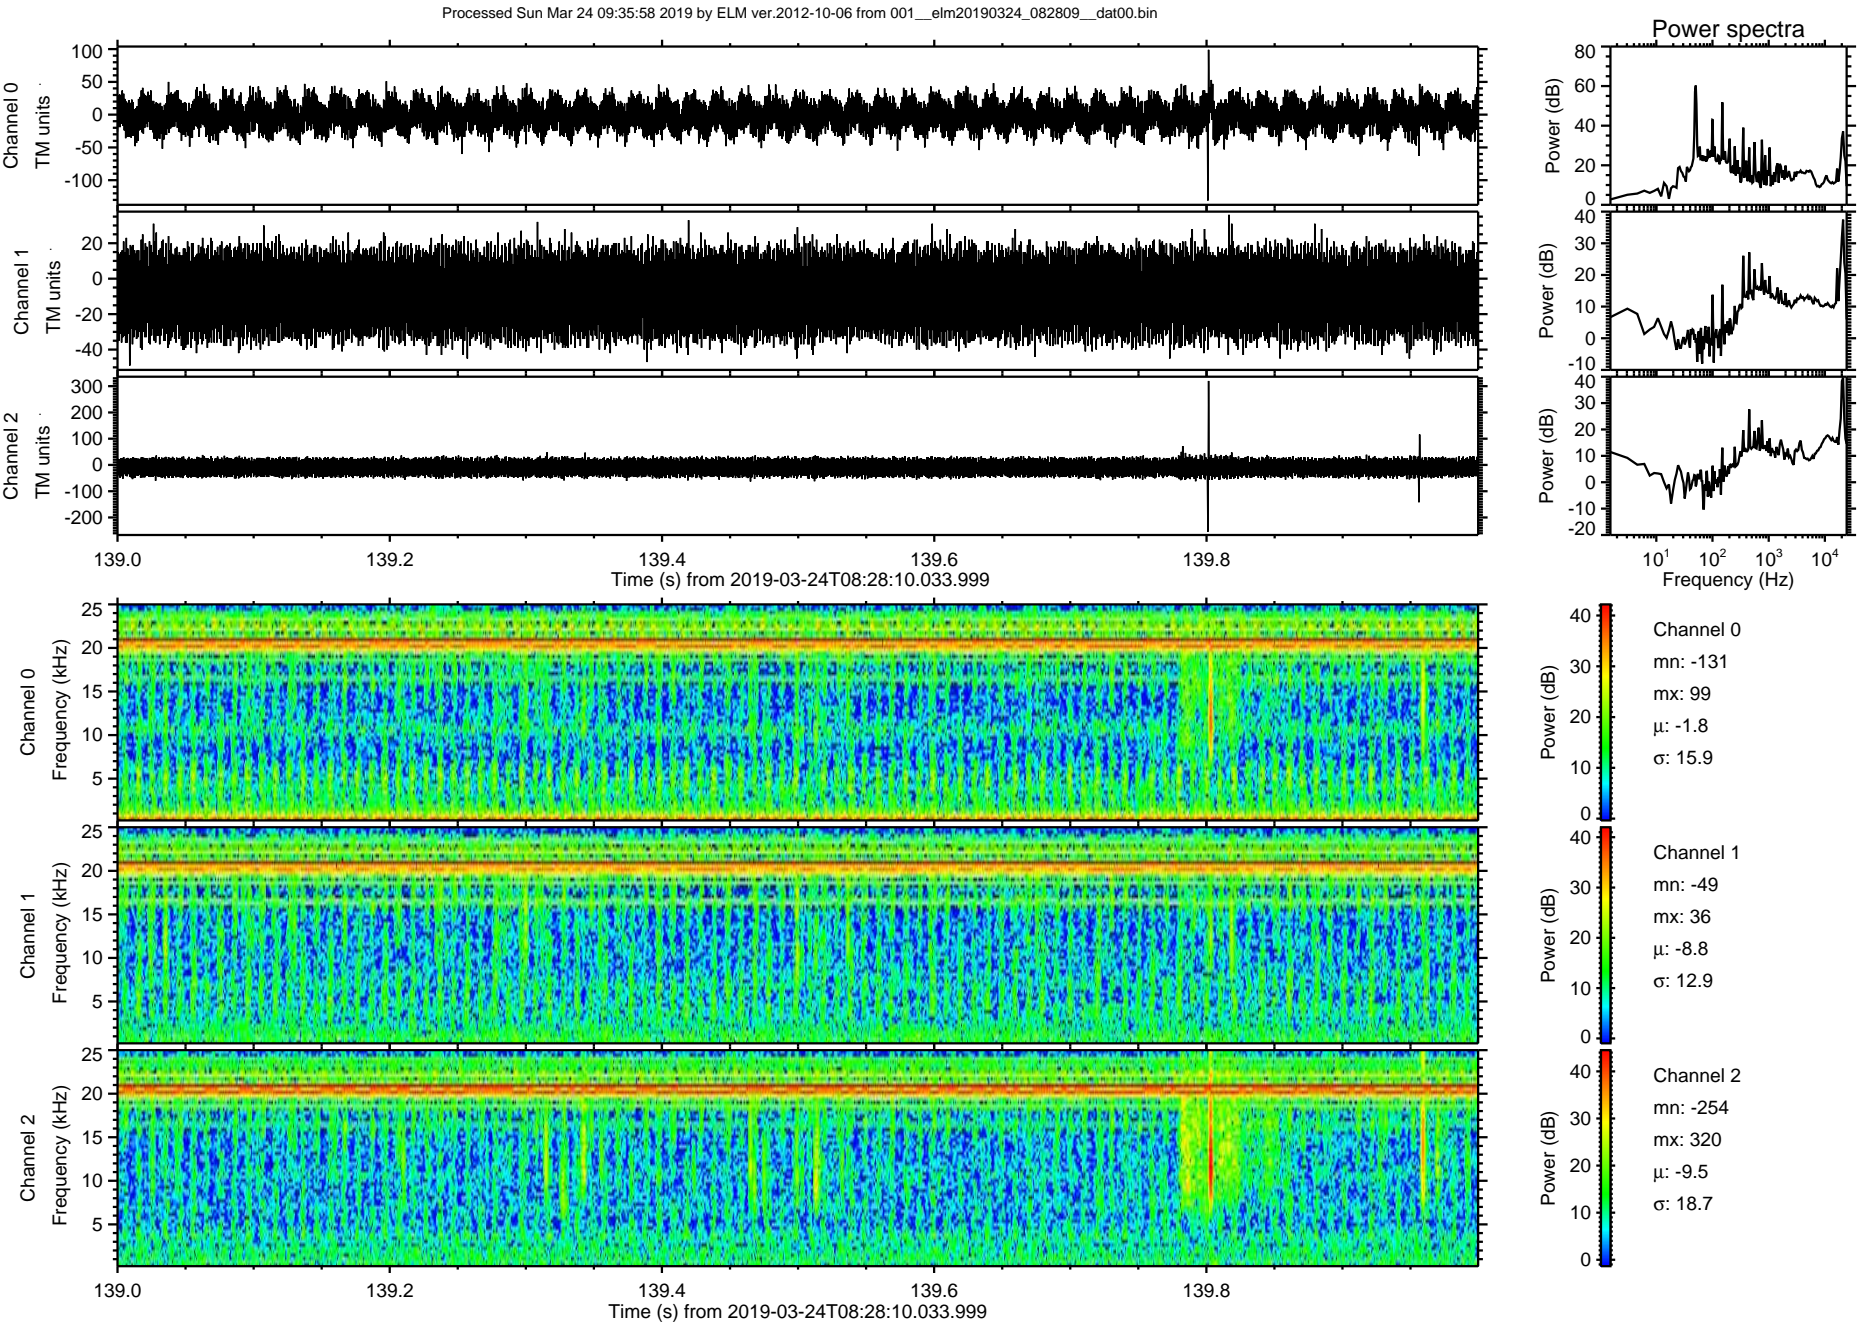 Processed Sun Mar 24 09:35:58 2019 by ELM ver.2012-10-06 from 001__elm20190324_082809__dat00.bin
Power spectra
Channel 0
TM units
100
50
0
-50
-100
Power (dB)
80
60
40
20
0
Channel 1
TM units
20
0
-20
-40
Power (dB)
40
30
20
10
0
-10
Channel 2
TM units
300
200
100
0
-100
-200
Power (dB)
40
30
20
10
0
-10
-20
139.0 139.2 139.4 139.6 139.8
Time (s) from 2019-03-24T08:28:10.033.999
10¹ 10² 10³ 10⁴
Frequency (Hz)
Channel 0
Frequency (kHz)
25
20
15
10
5
Power (dB)
40
30
20
10
0
Channel 0
mn: -131
mx: 99
μ: -1.8
σ: 15.9
Channel 1
Frequency (kHz)
25
20
15
10
5
Power (dB)
40
30
20
10
0
Channel 1
mn: -49
mx: 36
μ: -8.8
σ: 12.9
Channel 2
Frequency (kHz)
25
20
15
10
5
Power (dB)
40
30
20
10
0
Channel 2
mn: -254
mx: 320
μ: -9.5
σ: 18.7
139.0 139.2 139.4 139.6 139.8
Time (s) from 2019-03-24T08:28:10.033.999